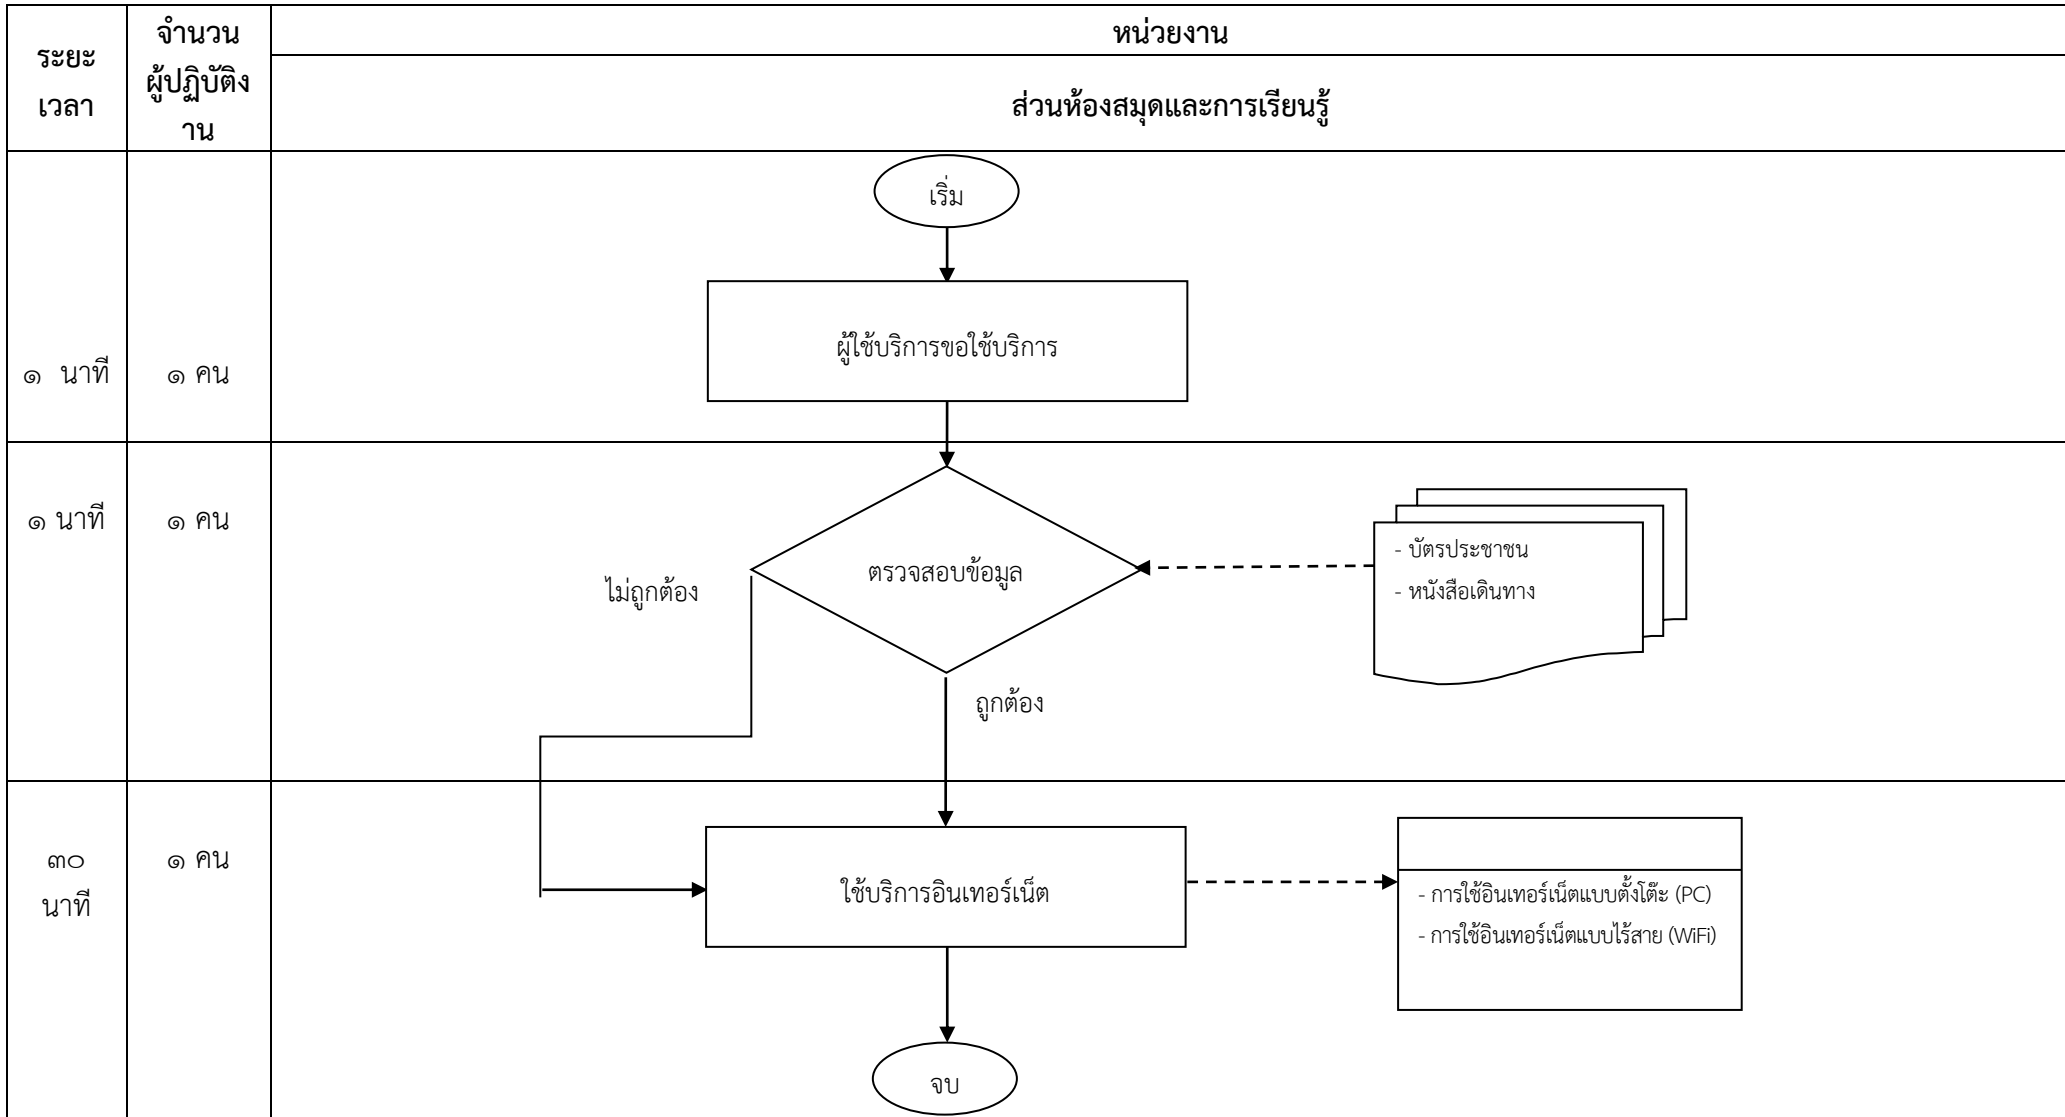 ระยะ
เวลา
จำนวน
ผู้ปฏิบัติง
าน
หน่วยงาน
ส่วนห้องสมุดและการเรียนรู้
เริ่ม
ผู้ใช้บริการขอใช้บริการ
๑ นาที
๑ คน
๑ นาที
๑ คน
ตรวจสอบข้อมูล
- บัตรประชาชน
- หนังสือเดินทาง
ไม่ถูกต้อง
ถูกต้อง
๓๐
นาที
๑ คน
ใช้บริการอินเทอร์เน็ต
- การใช้อินเทอร์เน็ตแบบตั้งโต๊ะ (PC)
- การใช้อินเทอร์เน็ตแบบไร้สาย (WiFi)
จบ